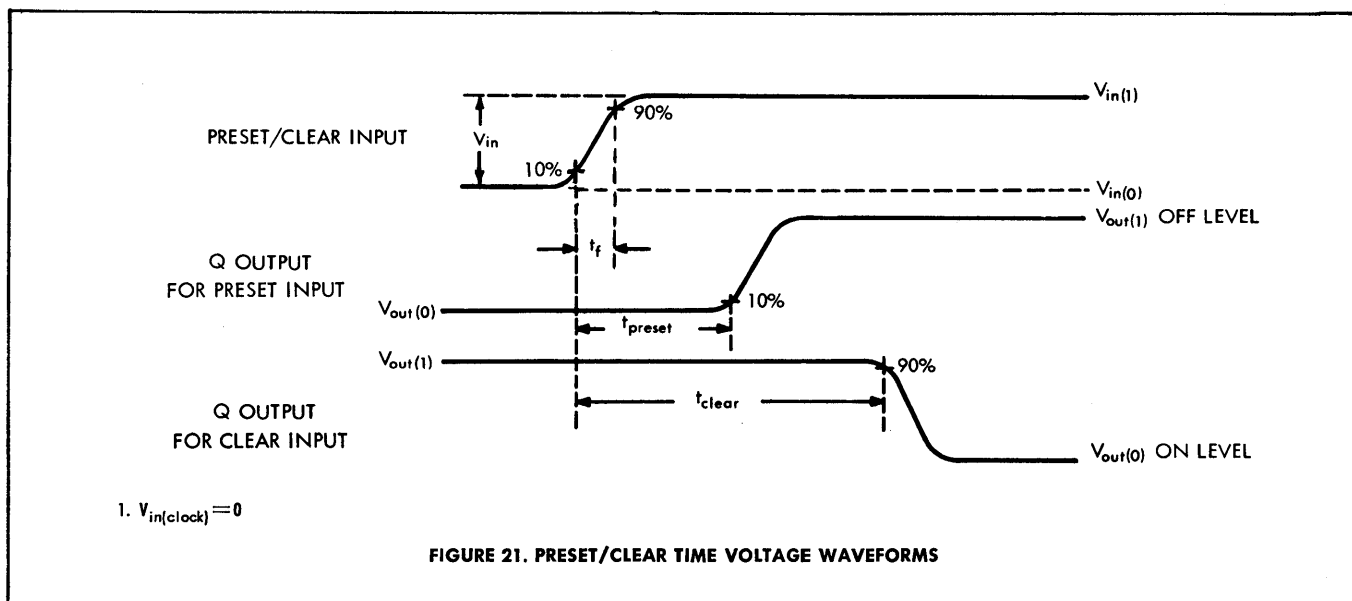 V_in(1)
90%
PRESET/CLEAR INPUT
V_in
10%
V_in(0)
V_out(1) OFF LEVEL
t_f
Q OUTPUT
FOR PRESET INPUT
10%
V_out(0)
t_preset
V_out(1)
90%
t_clear
Q OUTPUT
FOR CLEAR INPUT
V_out(0) ON LEVEL
1. V_in(clock)=0
FIGURE 21. PRESET/CLEAR TIME VOLTAGE WAVEFORMS